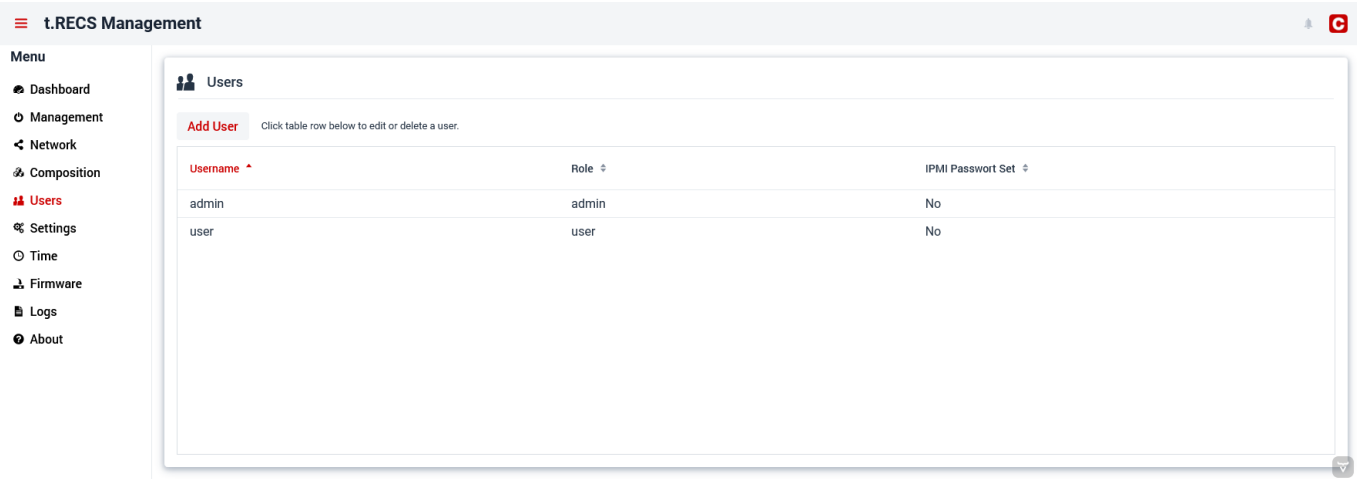 t.RECS Management
C
Menu
Dashboard
Management
Network
Composition
Users
Settings
Time
Firmware
Logs
About
Users
Add User Click table row below to edit or delete a user.
Username Role IPMI Passwort Set
admin admin No
user user No